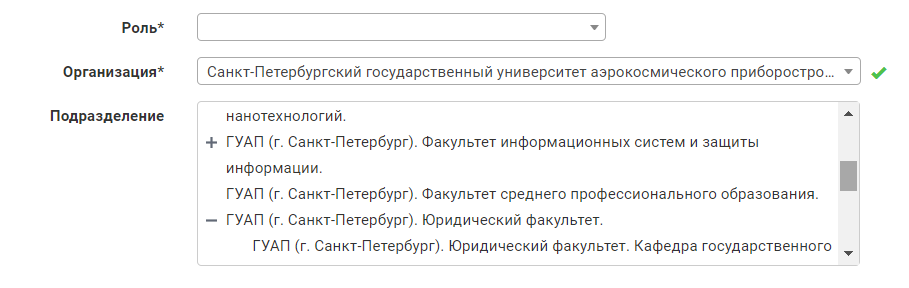 Роль*
Организация*
Санкт-Петербургский государственный университет аэрокосмического приборостро...
Подразделение
нанотехнологий.
ГУАП (г. Санкт-Петербург). Факультет информационных систем и защиты
информации.
ГУАП (г. Санкт-Петербург). Факультет среднего профессионального образования.
ГУАП (г. Санкт-Петербург). Юридический факультет.
ГУАП (г. Санкт-Петербург). Юридический факультет. Кафедра государственного